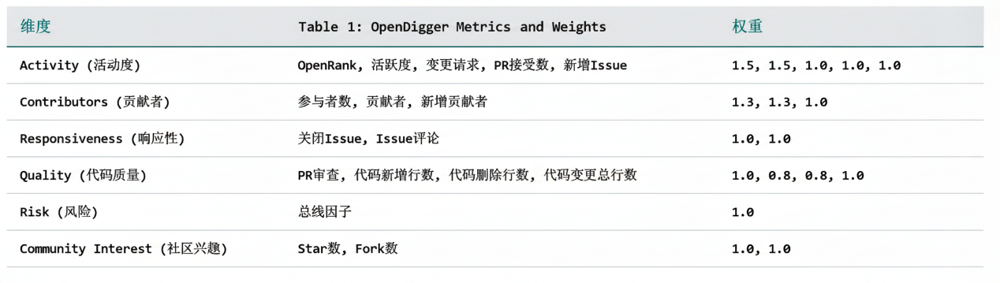 维度 Table 1: OpenDigger Metrics and Weights 权重
Activity (活动度) OpenRank, 活跃度, 变更请求, PR接受数, 新增Issue 1.5, 1.5, 1.0, 1.0, 1.0
Contributors (贡献者) 参与者数, 贡献者, 新增贡献者 1.3, 1.3, 1.0
Responsiveness (响应性) 关闭Issue, Issue评论 1.0, 1.0
Quality (代码质量) PR审查, 代码新增行数, 代码删除行数, 代码变更总行数 1.0, 0.8, 0.8, 1.0
Risk (风险) 总线因子 1.0
Community Interest (社区兴趣) Star数, Fork数 1.0, 1.0